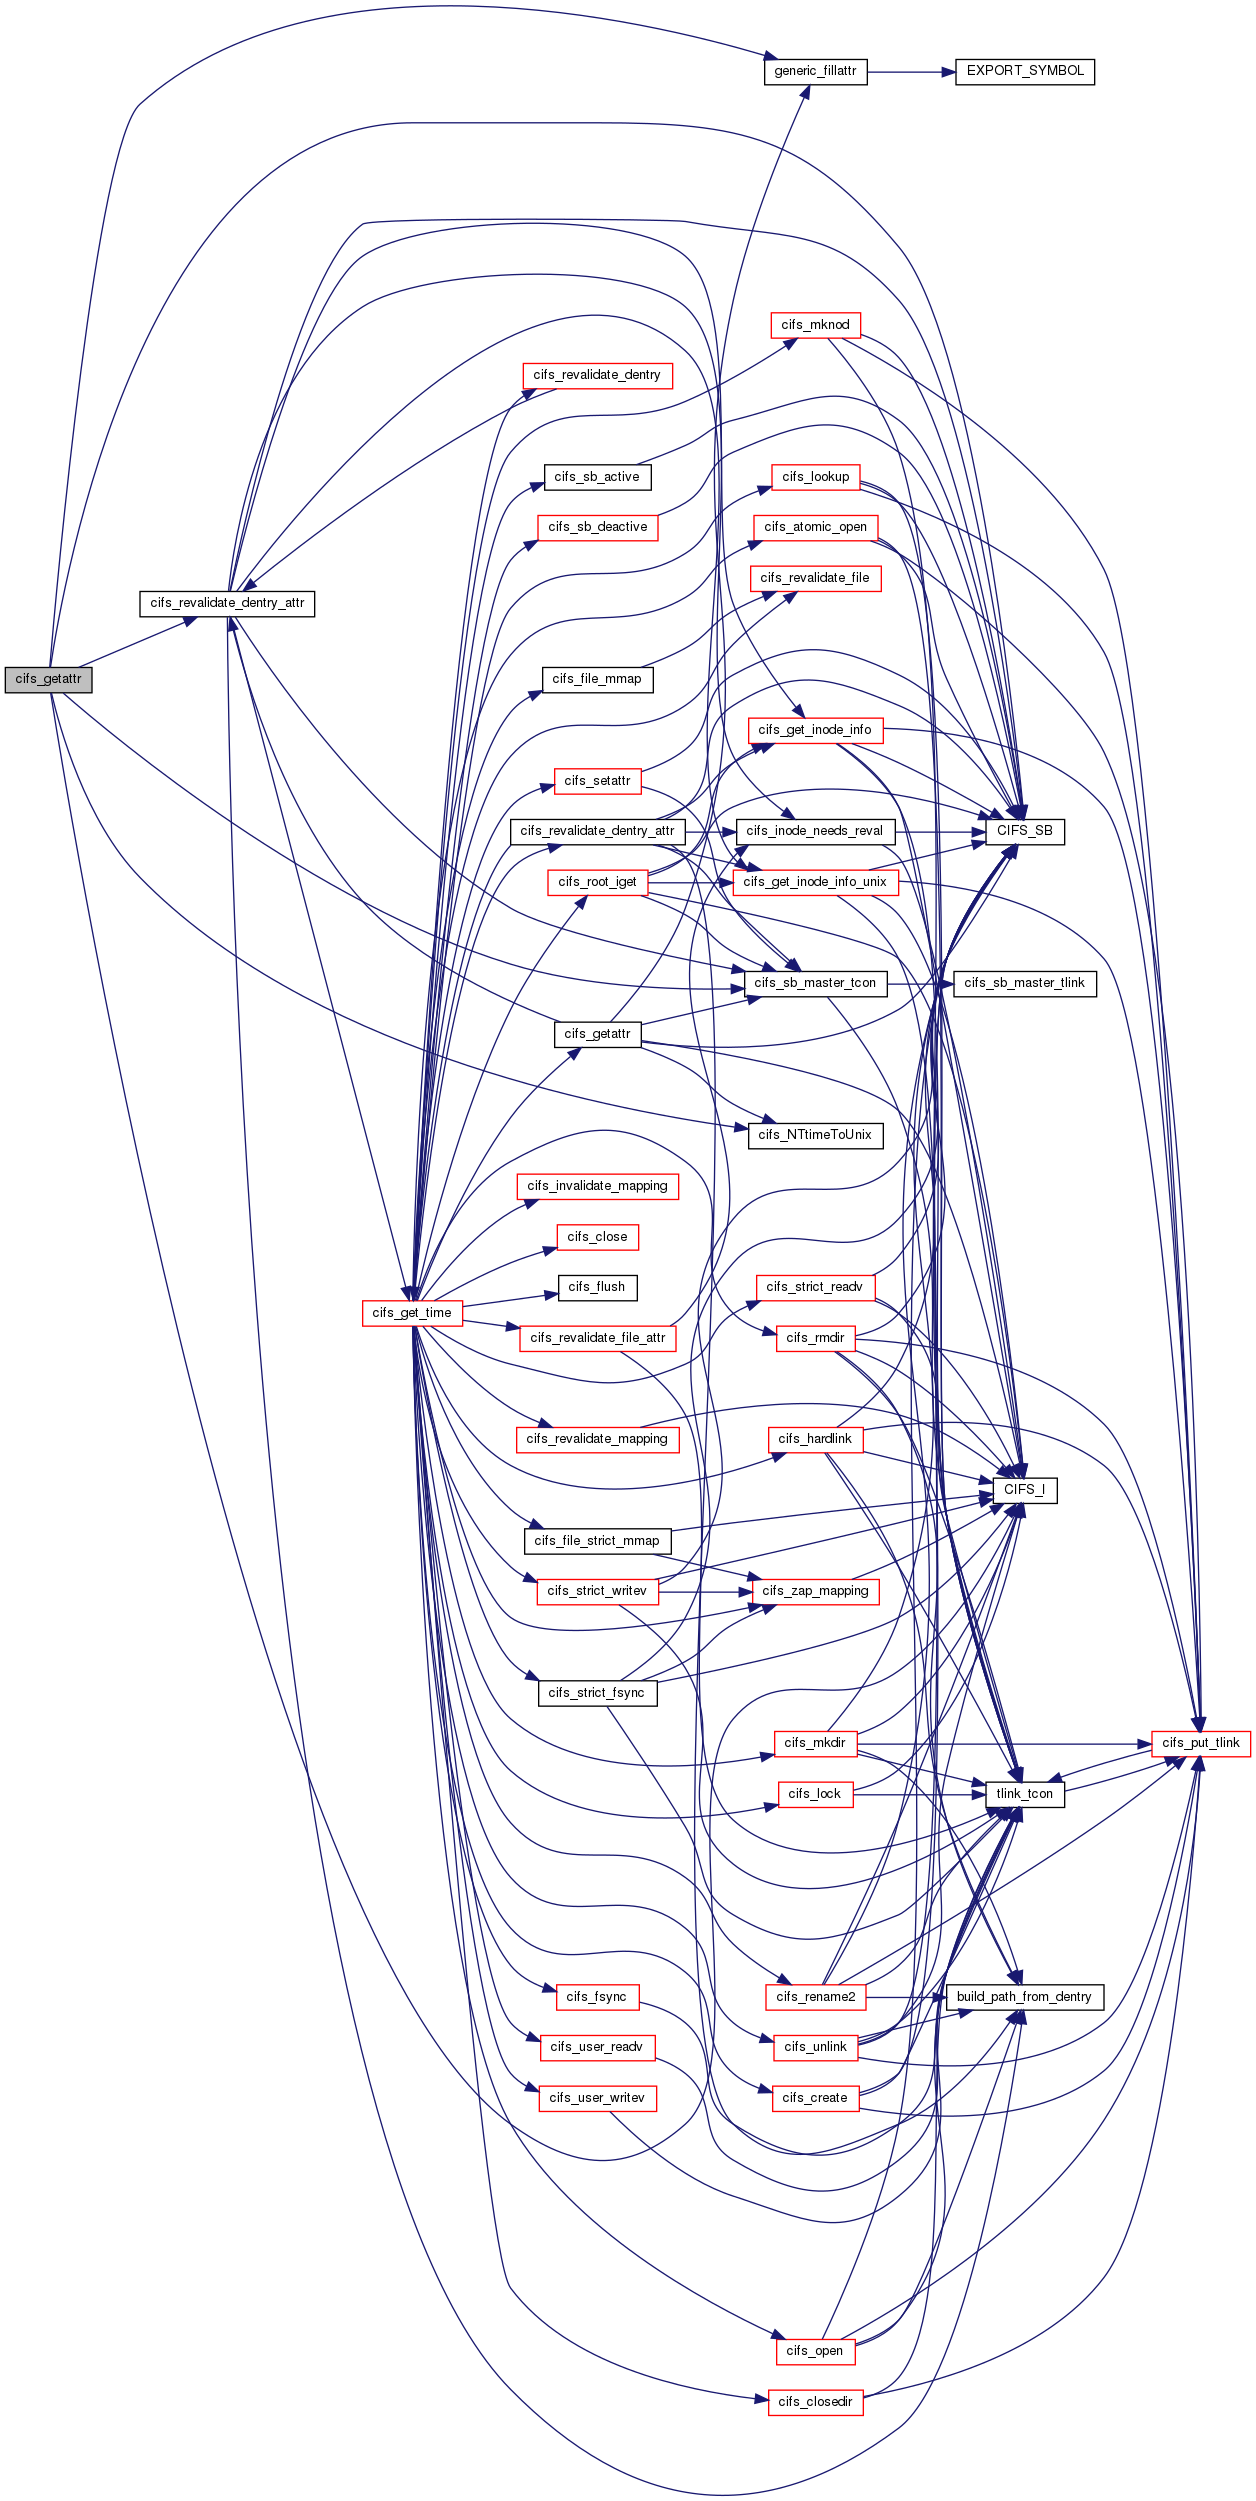 generic_fillattr
EXPORT_SYMBOL
cifs_mknod
cifs_revalidate_dentry
cifs_sb_active
cifs_lookup
cifs_sb_deactive
cifs_atomic_open
cifs_revalidate_file
cifs_revalidate_dentry_attr
cifs_getattr
cifs_file_mmap
cifs_get_inode_info
cifs_setattr
cifs_revalidate_dentry_attr
cifs_inode_needs_reval
CIFS_SB
cifs_root_iget
cifs_get_inode_info_unix
cifs_sb_master_tcon
cifs_sb_master_tlink
cifs_getattr
cifs_NTtimeToUnix
cifs_invalidate_mapping
cifs_close
cifs_flush
cifs_strict_readv
cifs_get_time
cifs_revalidate_file_attr
cifs_rmdir
cifs_revalidate_mapping
cifs_hardlink
CIFS_I
cifs_file_strict_mmap
cifs_strict_writev
cifs_zap_mapping
cifs_strict_fsync
cifs_mkdir
cifs_put_tlink
cifs_lock
tlink_tcon
cifs_fsync
cifs_rename2
build_path_from_dentry
cifs_user_readv
cifs_unlink
cifs_user_writev
cifs_create
cifs_open
cifs_closedir